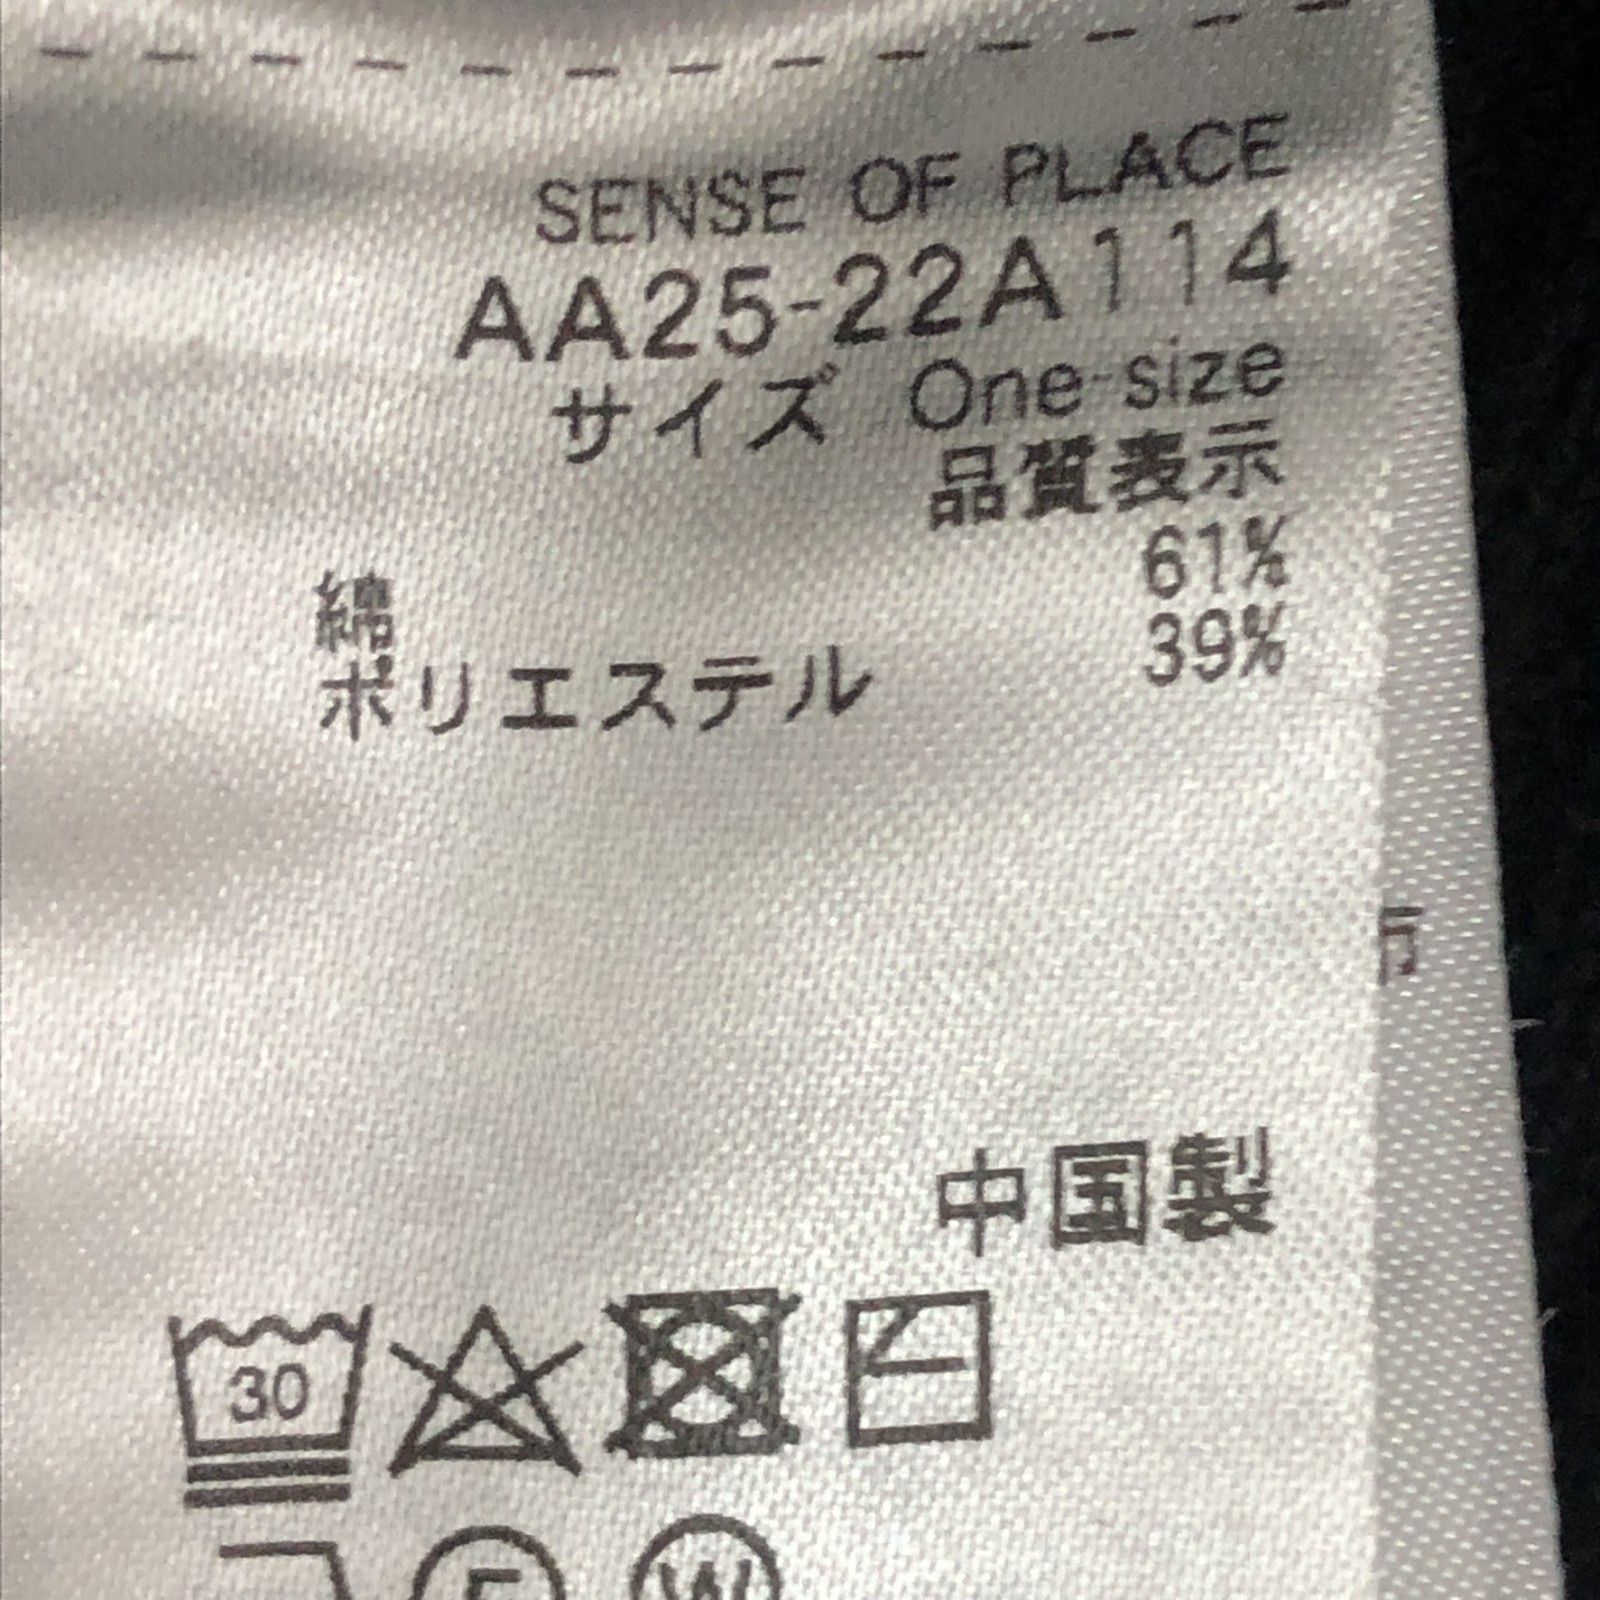 SENSE OF PLACE
AA25-22A114
サイズ One-size
品質表示
綿 61%
ポリエステル 39%
行
中国製
30
F W